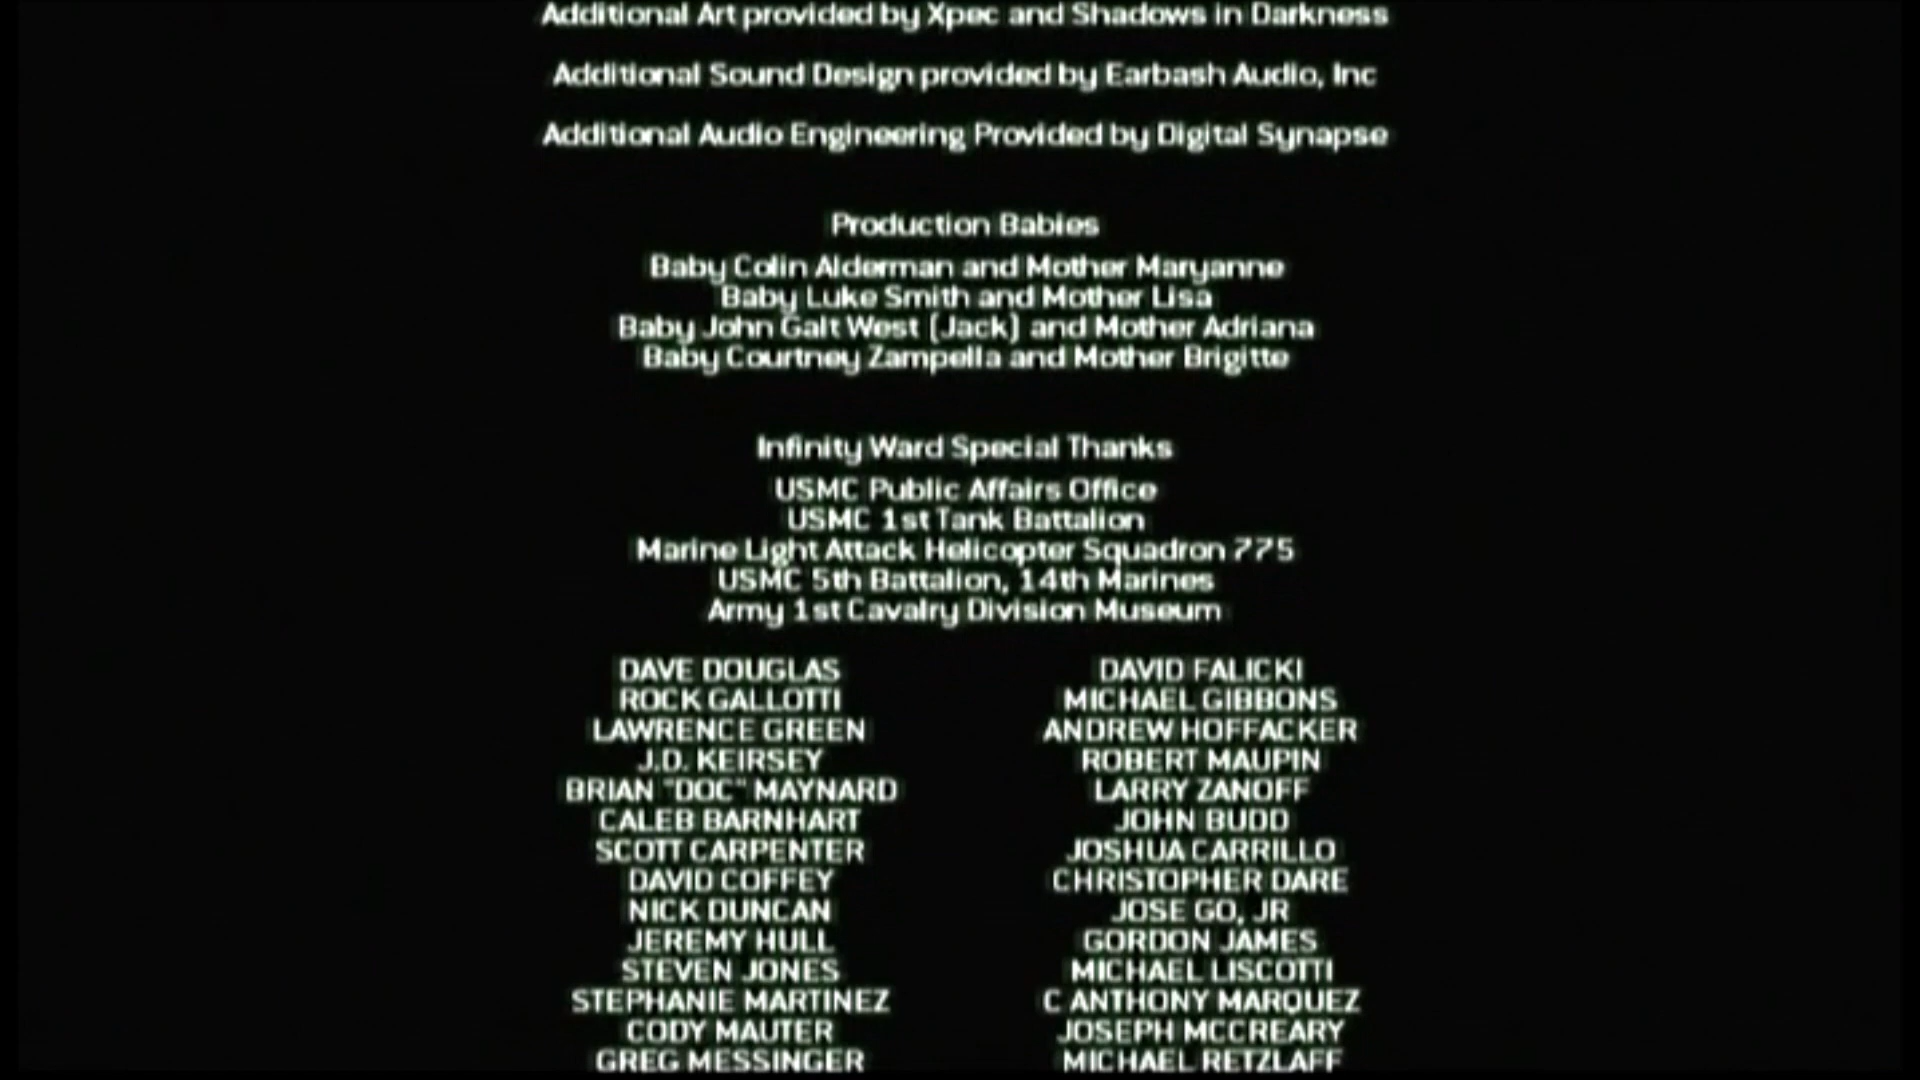 Additional Art provided by Xpec and Shadows in Darkness
Additional Sound Design provided by Earbash Audio, Inc
Additional Audio Engineering Provided by Digital Synapse
Production Babies
Baby Colin Alderman and Mother Maryanne
Baby Luke Smith and Mother Lisa
Baby John Galt West (Jack) and Mother Adriana
Baby Courtney Zampella and Mother Brigitte
Infinity Ward Special Thanks
USMC Public Affairs Office
USMC 1st Tank Battalion
Marine Light Attack Helicopter Squadron 775
USMC 5th Battalion, 14th Marines
Army 1st Cavalry Division Museum
DAVE DOUGLAS DAVID FALICKI
ROCK GALLOTTI MICHAEL GIBBONS
LAWRENCE GREEN ANDREW HOFFACKER
J.D. KEIRSEY ROBERT MAUPIN
BRIAN "DOC" MAYNARD LARRY ZANOFF
CALEB BARNHART JOHN BUDD
SCOTT CARPENTER JOSHUA CARRILLO
DAVID COFFEY CHRISTOPHER DARE
NICK DUNCAN JOSE GO, JR
JEREMY HULL GORDON JAMES
STEVEN JONES MICHAEL LISCOTTI
STEPHANIE MARTINEZ C ANTHONY MARQUEZ
CODY MAUTER JOSEPH MCCREARY
GREG MESSINGER MICHAEL RETZLAFF